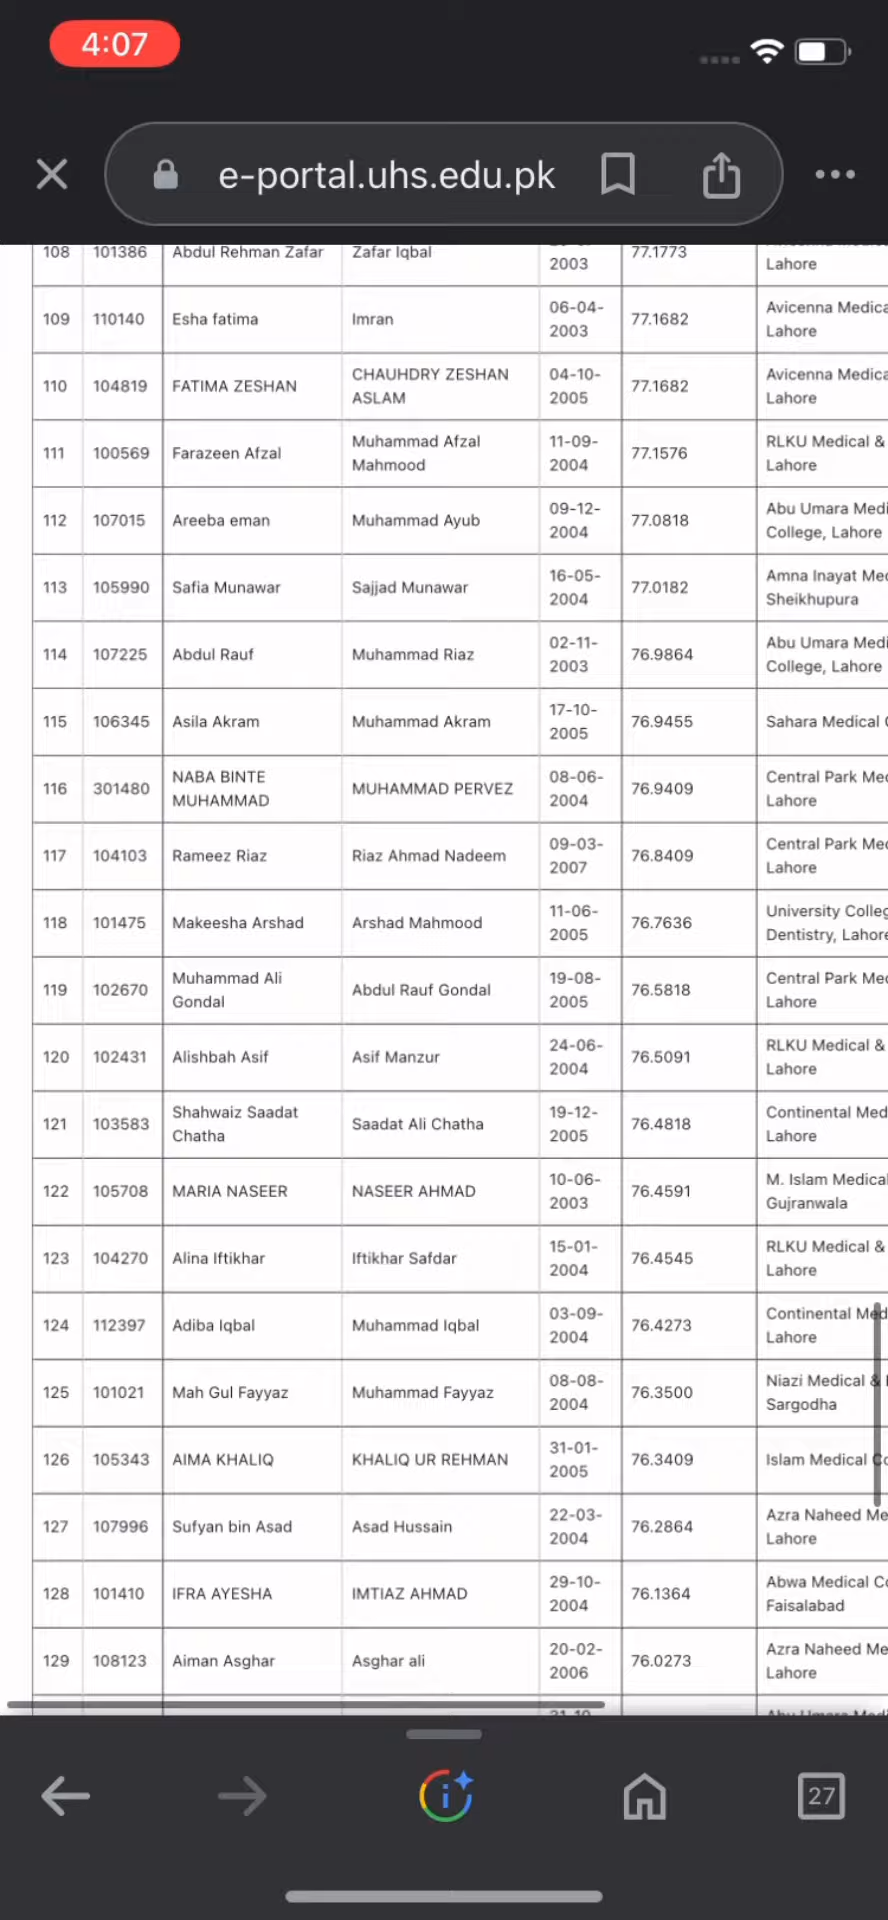 4:07
e-portal.uhs.edu.pk
108 101386 Abdul Rehman Zafar Zafar Iqbal 2003 77.1773 Lahore
109 110140 Esha fatima Imran 06-04-2003 77.1682 Avicenna Medica Lahore
110 104819 FATIMA ZESHAN CHAUHDRY ZESHAN ASLAM 04-10-2005 77.1682 Avicenna Medica Lahore
111 100569 Farazeen Afzal Muhammad Afzal Mahmood 11-09-2004 77.1576 RLKU Medical & Lahore
112 107015 Areeba eman Muhammad Ayub 09-12-2004 77.0818 Abu Umara Medi College, Lahore
113 105990 Safia Munawar Sajjad Munawar 16-05-2004 77.0182 Amna Inayat Med Sheikhupura
114 107225 Abdul Rauf Muhammad Riaz 02-11-2003 76.9864 Abu Umara Medi College, Lahore
115 106345 Asila Akram Muhammad Akram 17-10-2005 76.9455 Sahara Medical C
116 301480 NABA BINTE MUHAMMAD MUHAMMAD PERVEZ 08-06-2004 76.9409 Central Park Med Lahore
117 104103 Rameez Riaz Riaz Ahmad Nadeem 09-03-2007 76.8409 Central Park Med Lahore
118 101475 Makeesha Arshad Arshad Mahmood 11-06-2005 76.7636 University Colleg Dentistry, Lahore
119 102670 Muhammad Ali Gondal Abdul Rauf Gondal 19-08-2005 76.5818 Central Park Med Lahore
120 102431 Alishbah Asif Asif Manzur 24-06-2004 76.5091 RLKU Medical & Lahore
121 103583 Shahwaiz Saadat Chatha Saadat Ali Chatha 19-12-2005 76.4818 Continental Med Lahore
122 105708 MARIA NASEER NASEER AHMAD 10-06-2003 76.4591 M. Islam Medical Gujranwala
123 104270 Alina Iftikhar Iftikhar Safdar 15-01-2004 76.4545 RLKU Medical & Lahore
124 112397 Adiba Iqbal Muhammad Iqbal 03-09-2004 76.4273 Continental Med Lahore
125 101021 Mah Gul Fayyaz Muhammad Fayyaz 08-08-2004 76.3500 Niazi Medical & Sargodha
126 105343 AIMA KHALIQ KHALIQ UR REHMAN 31-01-2005 76.3409 Islam Medical Co
127 107996 Sufyan bin Asad Asad Hussain 22-03-2004 76.2864 Azra Naheed Me Lahore
128 101410 IFRA AYESHA IMTIAZ AHMAD 29-10-2004 76.1364 Abwa Medical Co Faisalabad
129 108123 Aiman Asghar Asghar ali 20-02-2006 76.0273 Azra Naheed Me Lahore
27